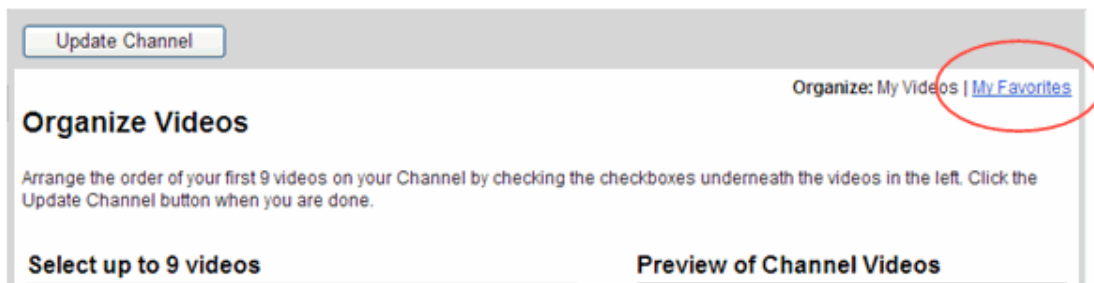 Update Channel
Organize: My Videos | My Favorites
Organize Videos
Arrange the order of your first 9 videos on your Channel by checking the checkboxes underneath the videos in the left. Click the
Update Channel button when you are done.
Select up to 9 videos
Preview of Channel Videos